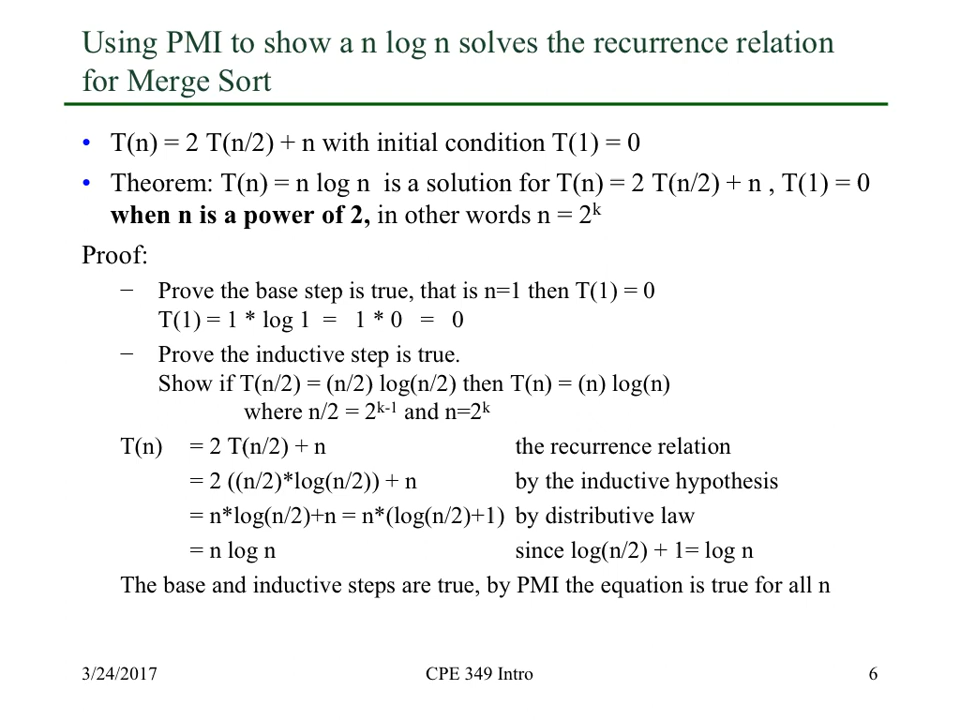 Using PMI to show a n log n solves the recurrence relation
for Merge Sort
• T(n) = 2 T(n/2) + n with initial condition T(1) = 0
• Theorem: T(n) = n log n is a solution for T(n) = 2 T(n/2) + n , T(1) = 0
when n is a power of 2, in other words n = 2ᵏ
Proof:
− Prove the base step is true, that is n=1 then T(1) = 0
T(1) = 1 * log 1 = 1 * 0 = 0
− Prove the inductive step is true.
Show if T(n/2) = (n/2) log(n/2) then T(n) = (n) log(n)
where n/2 = 2ᵏ⁻¹ and n=2ᵏ
T(n) = 2 T(n/2) + n the recurrence relation
= 2 ((n/2)*log(n/2)) + n by the inductive hypothesis
= n*log(n/2)+n = n*(log(n/2)+1) by distributive law
= n log n since log(n/2) + 1= log n
The base and inductive steps are true, by PMI the equation is true for all n
3/24/2017 CPE 349 Intro 6